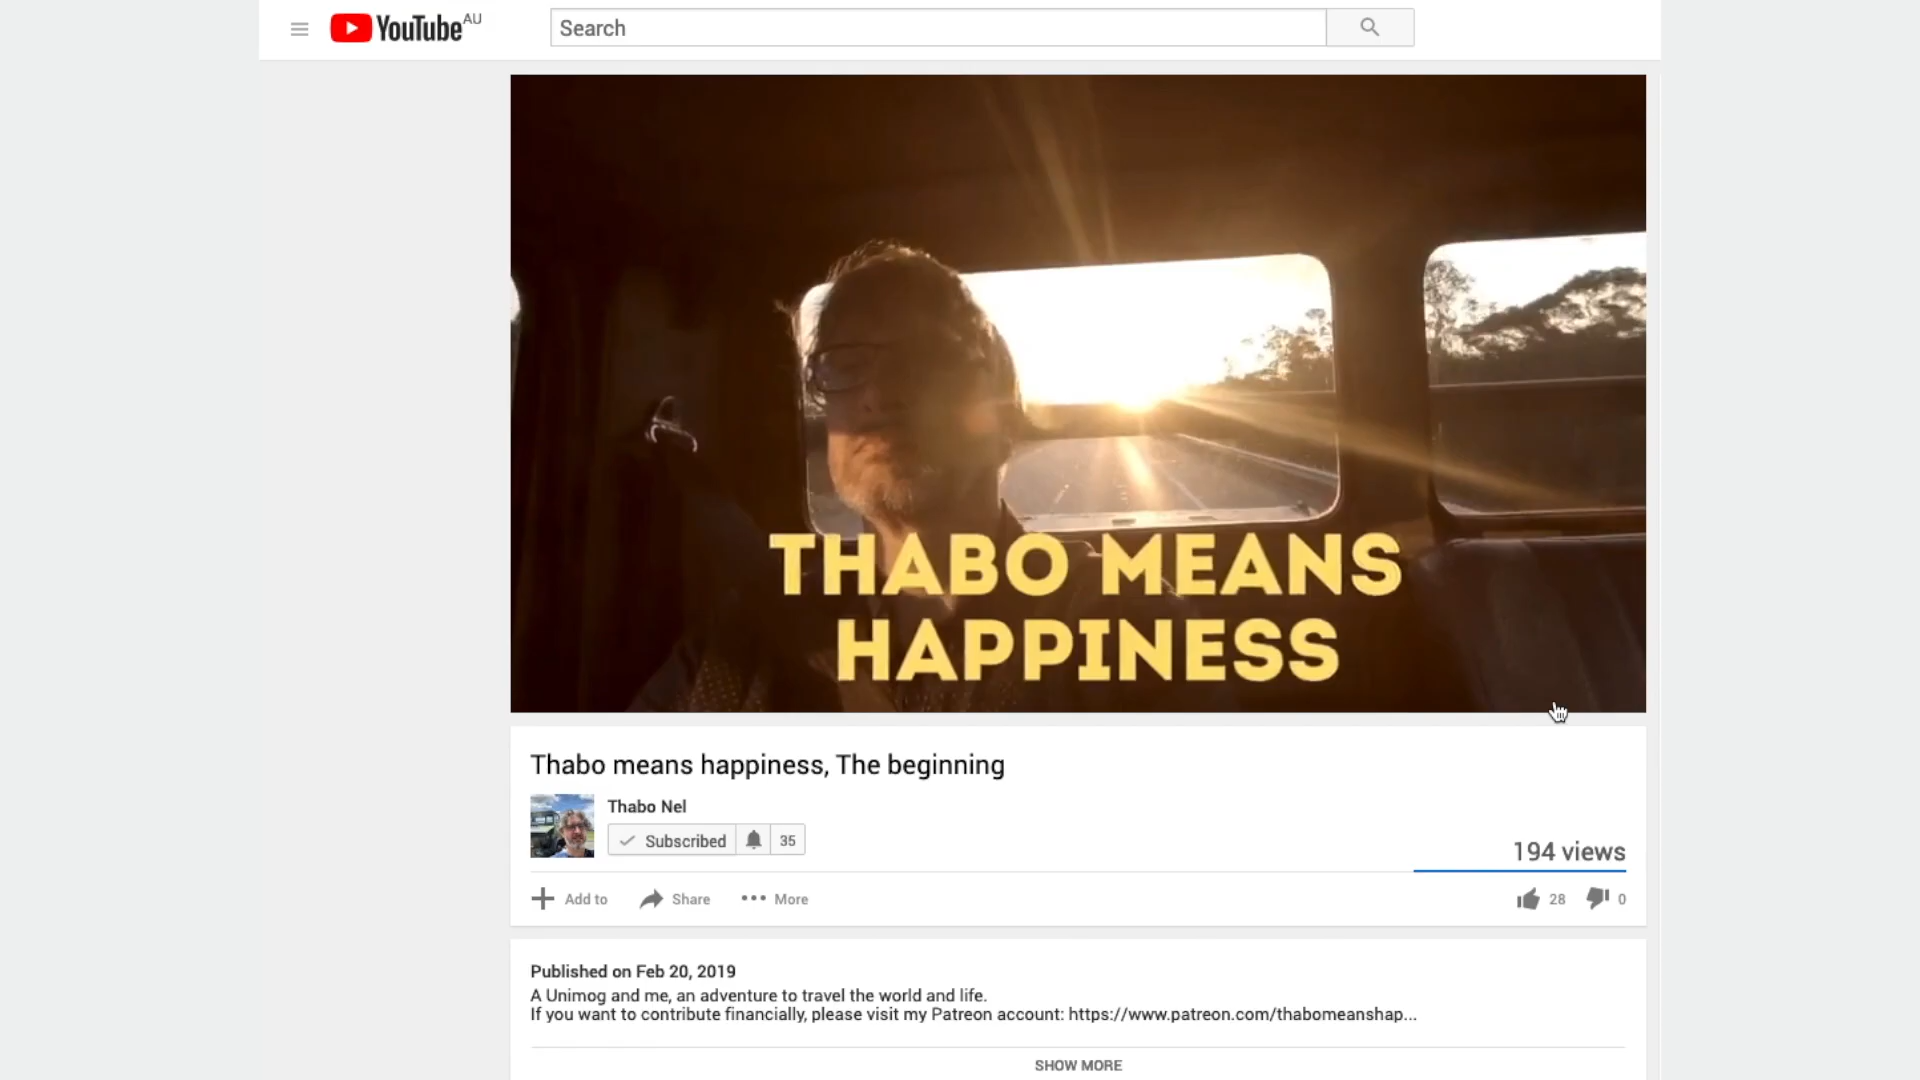 YouTube AU
Search
THABO MEANS
HAPPINESS
Thabo means happiness, The beginning
Thabo Nel
Subscribed 35
194 views
Add to Share More 28 0
Published on Feb 20, 2019
A Unimog and me, an adventure to travel the world and life.
If you want to contribute financially, please visit my Patreon account: https://www.patreon.com/thabomeanshap...
SHOW MORE